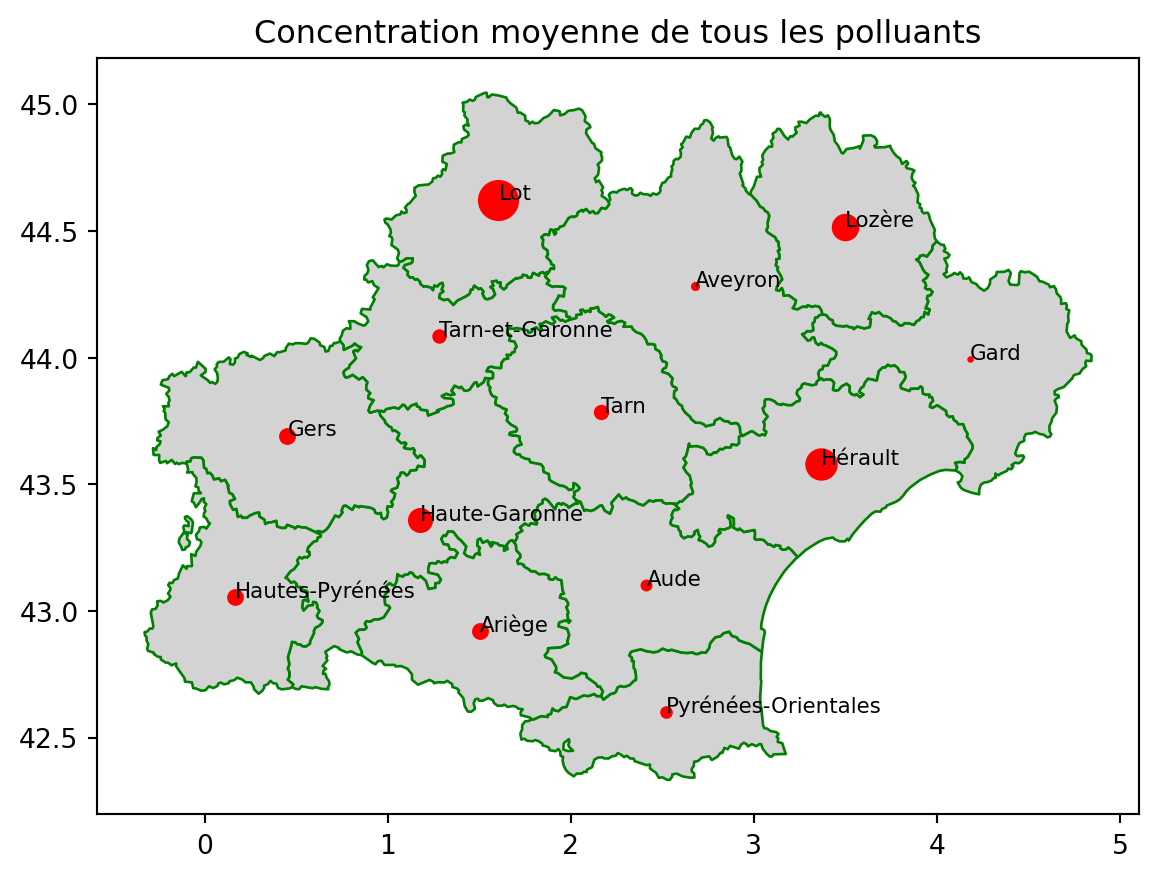 Concentration moyenne de tous les polluants
45.0
44.5
44.0
43.5
43.0
42.5
Lot
Lozère
Aveyron
Tarn-et-Garonne
Gard
Tarn
Gers
Hérault
Haute-Garonne
Aude
Hautes-Pyrénées
Ariège
Pyrénées-Orientales
0 1 2 3 4 5